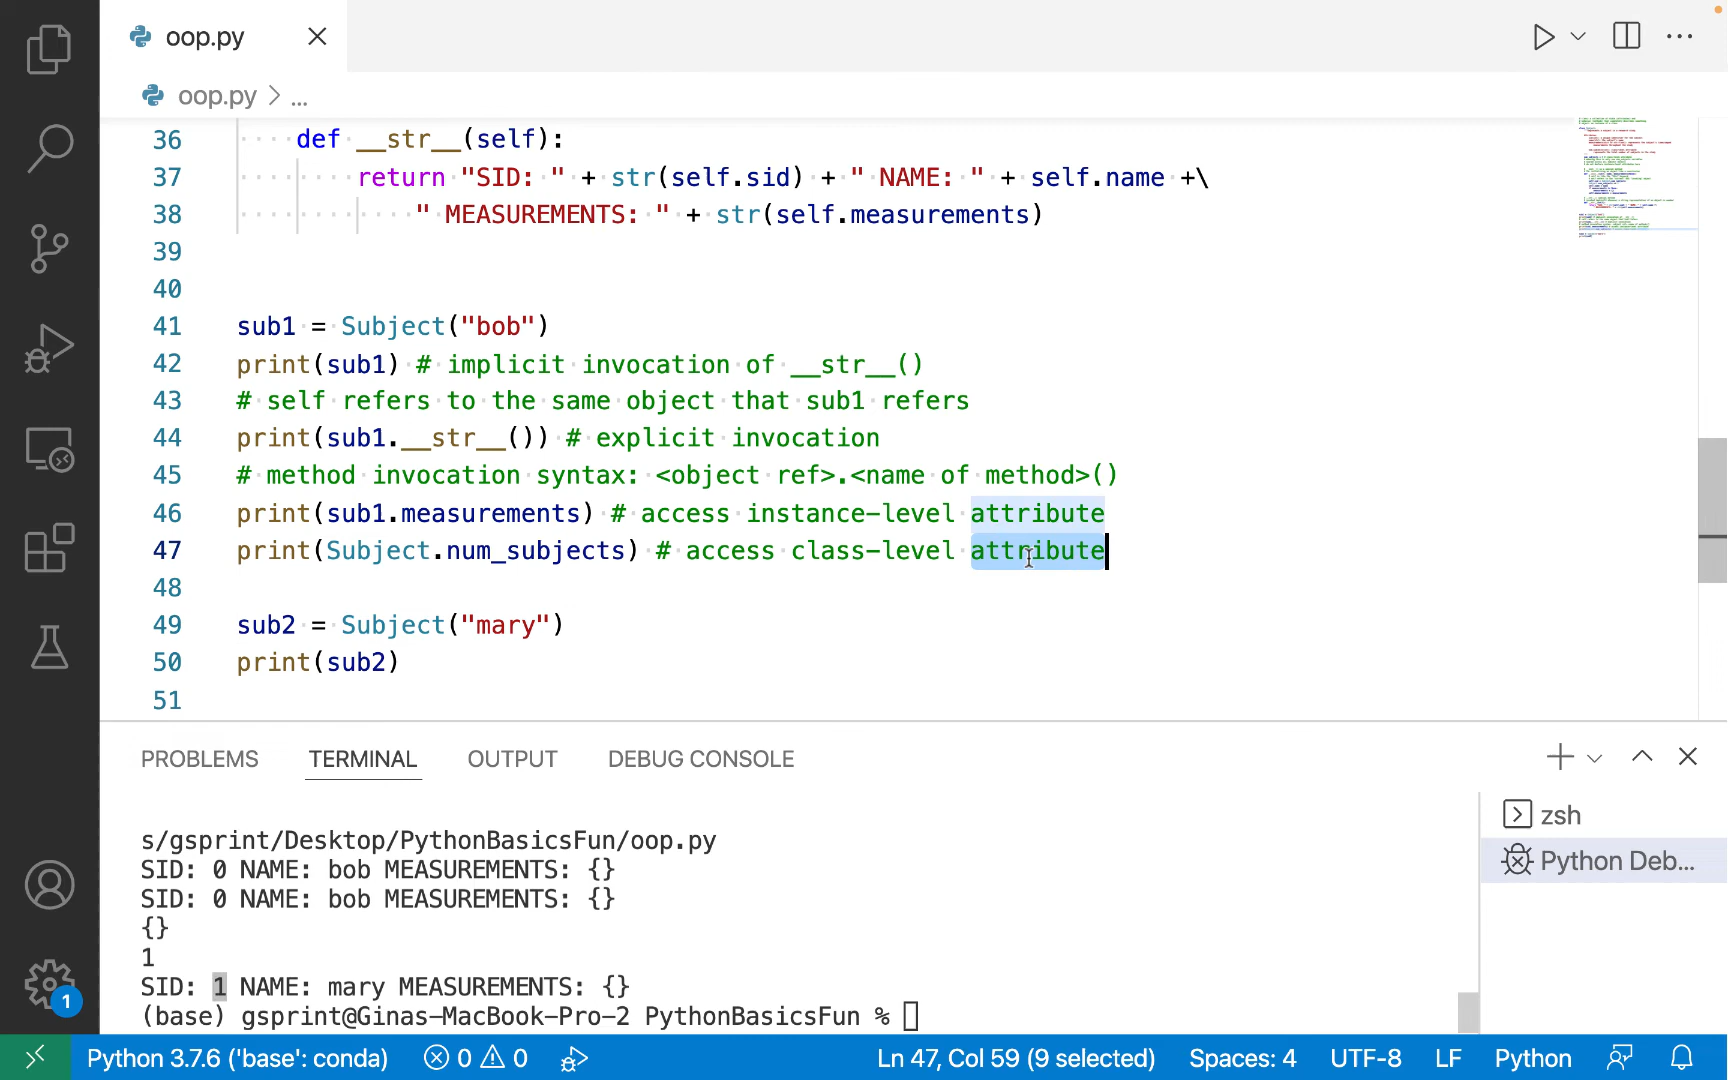 oop.py
oop.py > ...
36 def __str__(self):
37 return "SID: " + str(self.sid) + " NAME: " + self.name +\
38 " MEASUREMENTS: " + str(self.measurements)
39
40
41 sub1 = Subject("bob")
42 print(sub1) # implicit invocation of __str__()
43 # self refers to the same object that sub1 refers
44 print(sub1.__str__()) # explicit invocation
45 # method invocation syntax: <object ref>.<name of method>()
46 print(sub1.measurements) # access instance-level attribute
47 print(Subject.num_subjects) # access class-level attribute
48
49 sub2 = Subject("mary")
50 print(sub2)
51
PROBLEMS TERMINAL OUTPUT DEBUG CONSOLE
s/gsprint/Desktop/PythonBasicsFun/oop.py
SID: 0 NAME: bob MEASUREMENTS: {}
SID: 0 NAME: bob MEASUREMENTS: {}
{}
1
SID: 1 NAME: mary MEASUREMENTS: {}
(base) gsprint@Ginas-MacBook-Pro-2 PythonBasicsFun %
zsh
Python Deb...
1
Python 3.7.6 ('base': conda) 0 0 Ln 47, Col 59 (9 selected) Spaces: 4 UTF-8 LF Python